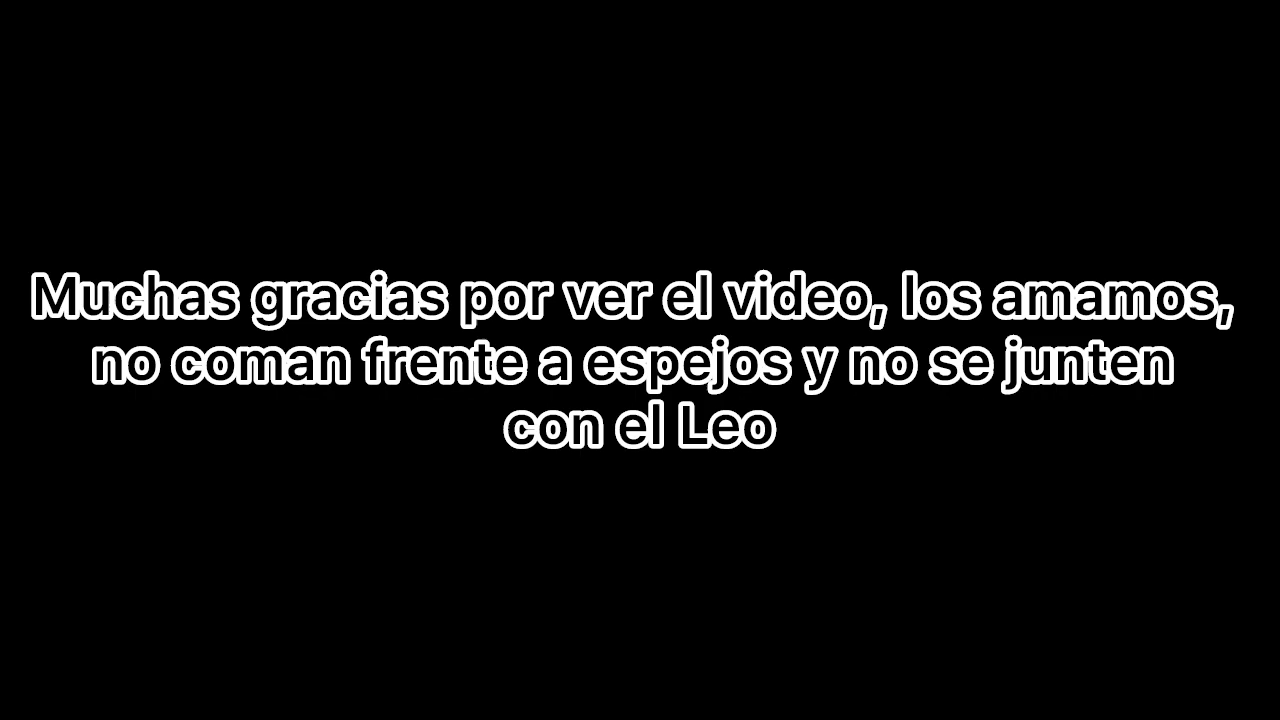 Muchas gracias por ver el video, los amamos,
no coman frente a espejos y no se junten
con el Leo